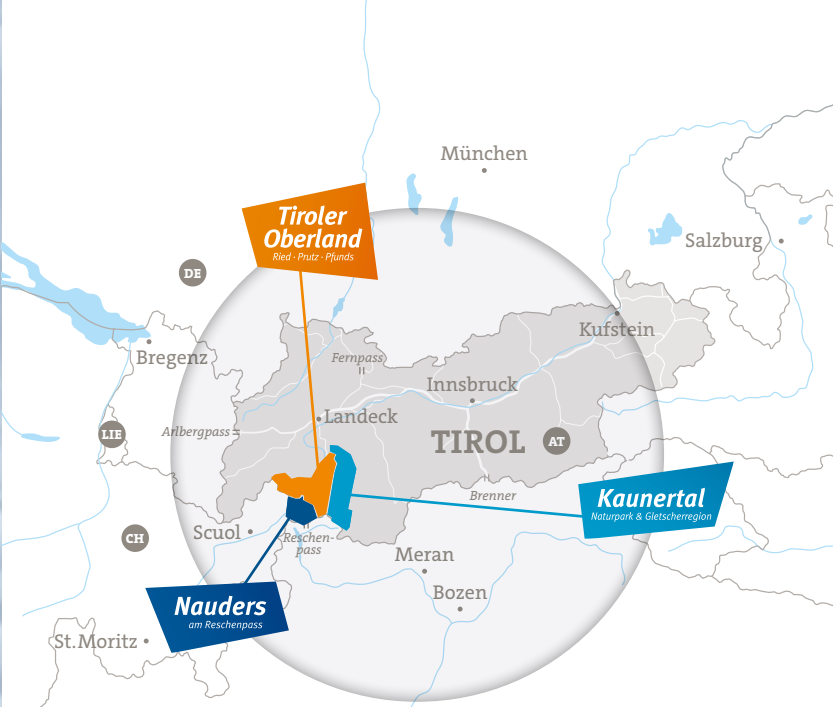 München
Tiroler
Oberland
Ried · Prutz · Pfunds
Salzburg
DE
Kufstein
Bregenz
Fernpass
Innsbruck
Landeck
Arlbergpass
LIE
TIROL
AT
Brenner
Kaunertal
Naturpark & Gletscherregion
Scuol
Reschen-
pass
CH
Meran
Bozen
Nauders
am Reschenpass
St.Moritz